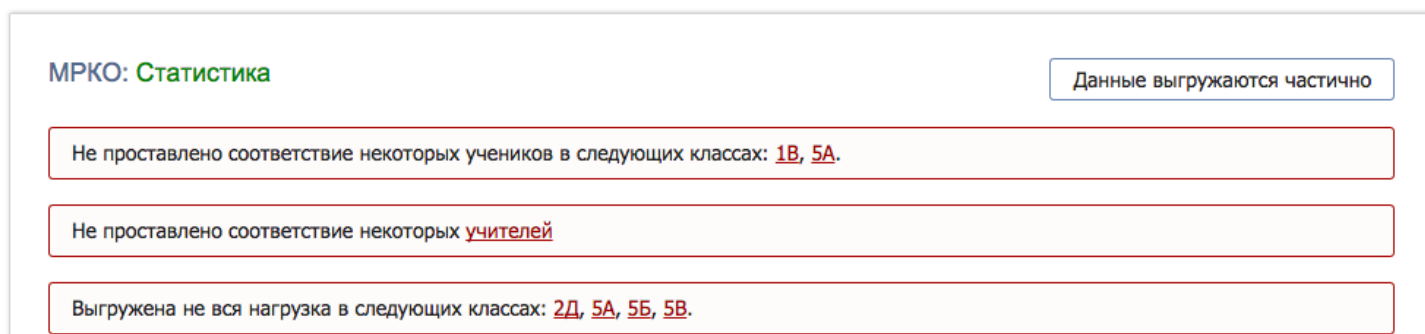 МРКО: Статистика
Данные выгружаются частично
Не проставлено соответствие некоторых учеников в следующих классах: 1В, 5А.
Не проставлено соответствие некоторых учителей
Выгружена не вся нагрузка в следующих классах: 2Д, 5А, 5Б, 5В.